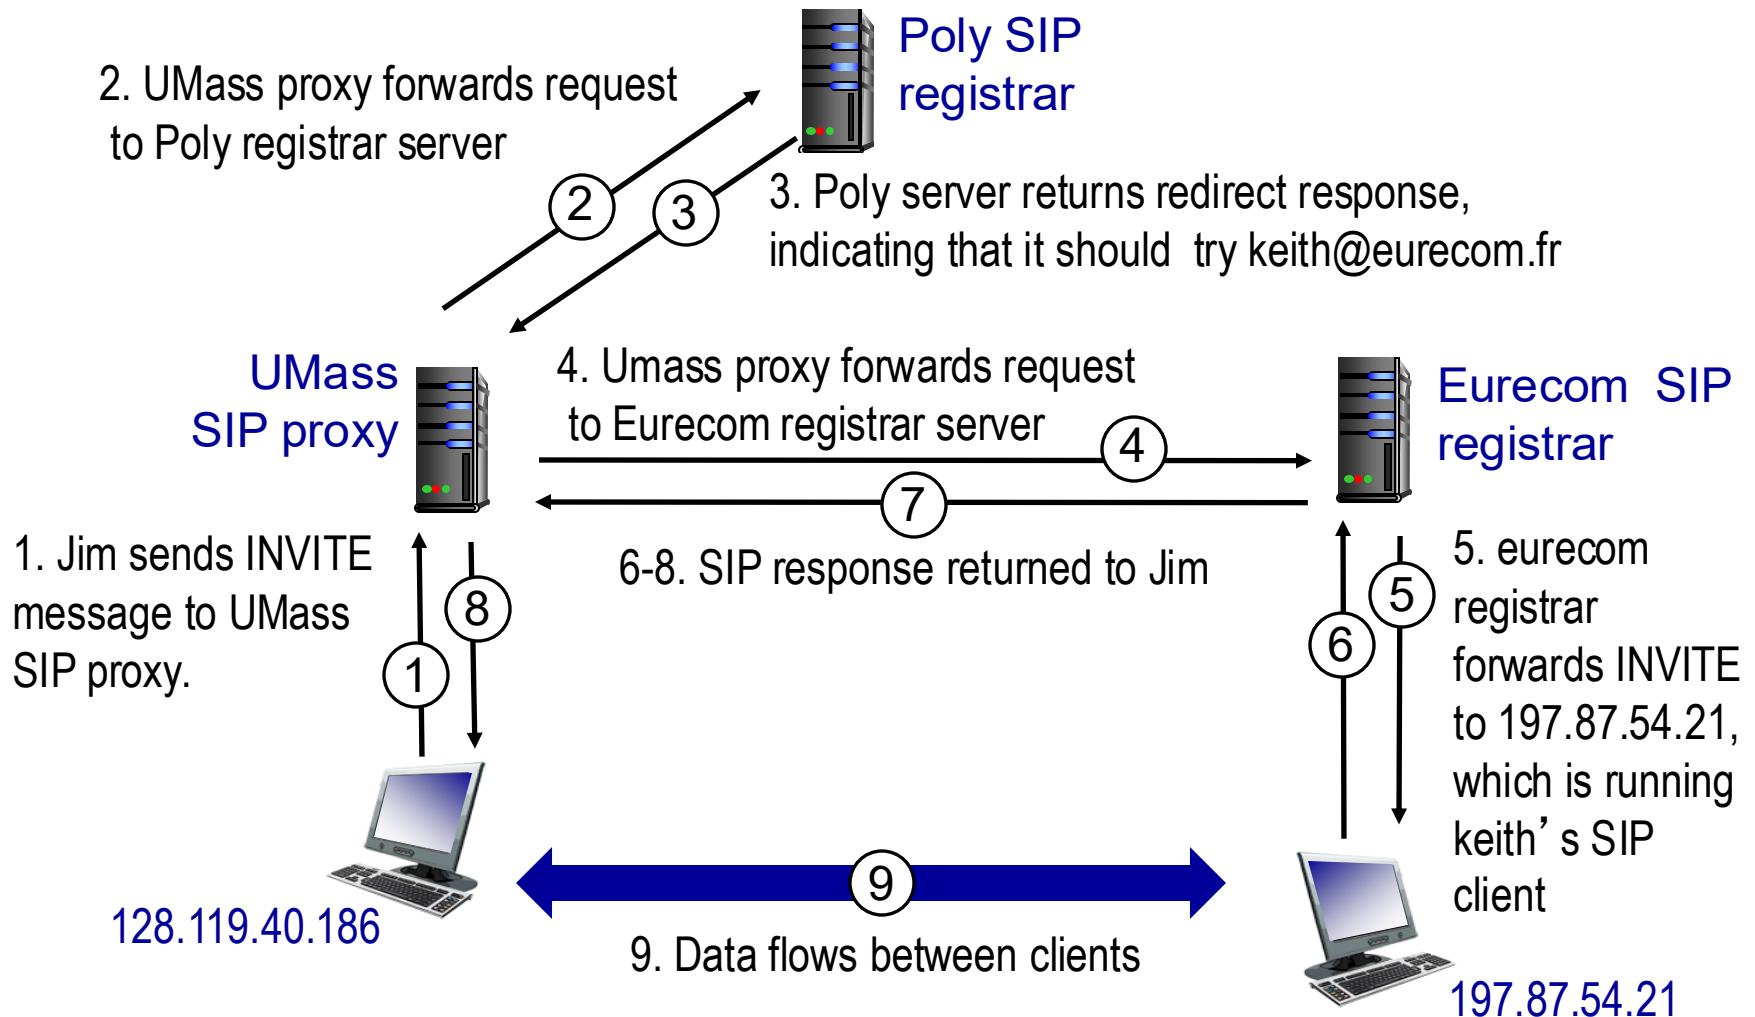 Poly SIP
registrar
2. UMass proxy forwards request
to Poly registrar server
2
3
3. Poly server returns redirect response,
indicating that it should try keith@eurecom.fr
UMass
SIP proxy
4. Umass proxy forwards request
to Eurecom registrar server
4
Eurecom SIP
registrar
7
6-8. SIP response returned to Jim
1. Jim sends INVITE
message to UMass
SIP proxy.
8
1
5
6
5. eurecom
registrar
forwards INVITE
to 197.87.54.21,
which is running
keith’s SIP
client
9
9. Data flows between clients
128.119.40.186
197.87.54.21